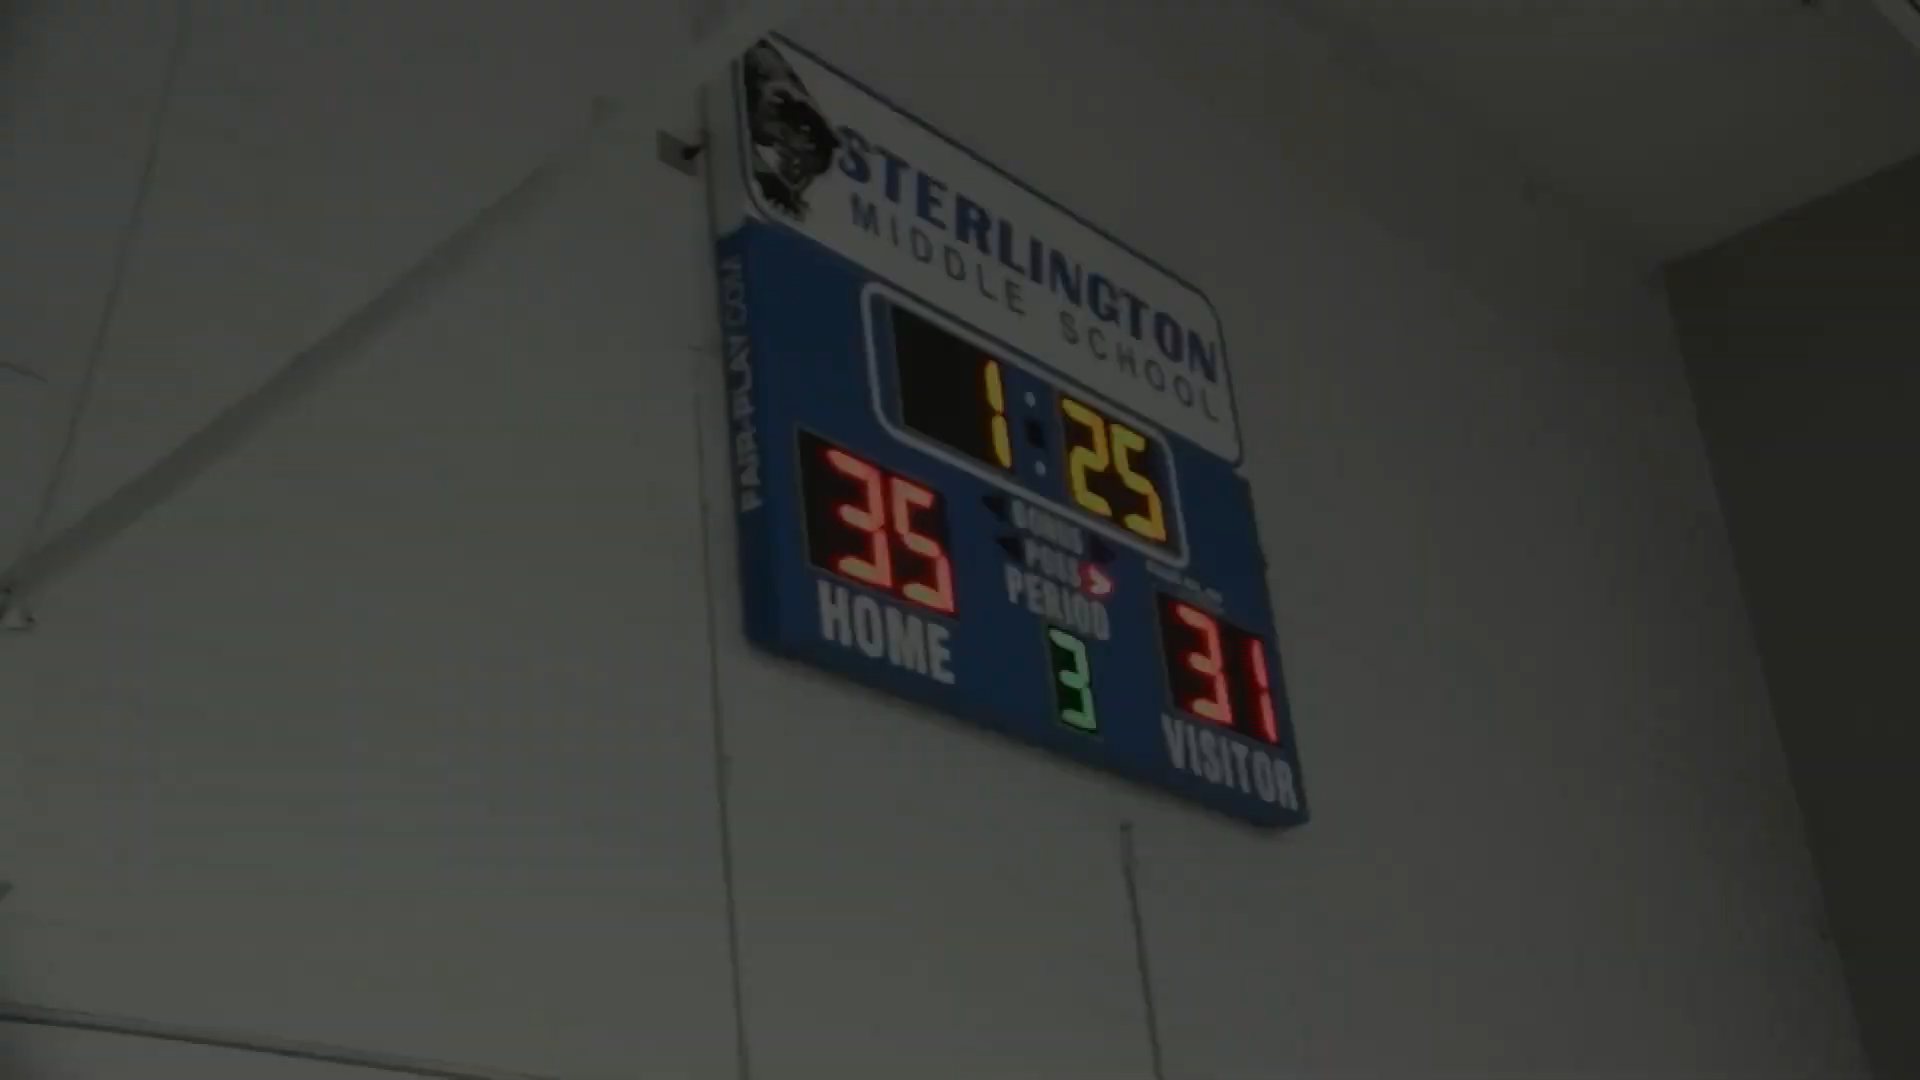 STERLINGTON
MIDDLE SCHOOL
FAIR-PLAY.COM
1:25
35
BONUS
POSS >
PERIOD
HOME
3
31
VISITOR